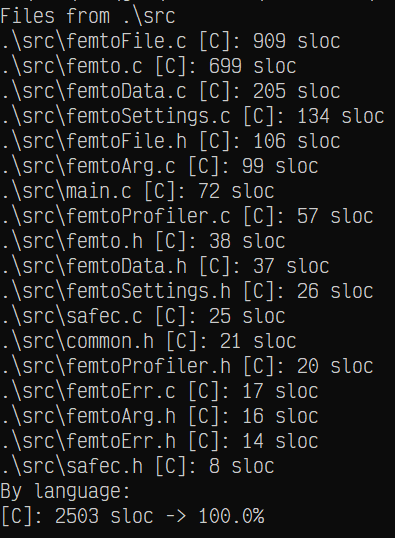 Files from .\src
.\src\femtoFile.c [C]: 909 sloc
.\src\femto.c [C]: 699 sloc
.\src\femtoData.c [C]: 205 sloc
.\src\femtoSettings.c [C]: 134 sloc
.\src\femtoFile.h [C]: 106 sloc
.\src\femtoArg.c [C]: 99 sloc
.\src\main.c [C]: 72 sloc
.\src\femtoProfiler.c [C]: 57 sloc
.\src\femto.h [C]: 38 sloc
.\src\femtoData.h [C]: 37 sloc
.\src\femtoSettings.h [C]: 26 sloc
.\src\safec.c [C]: 25 sloc
.\src\common.h [C]: 21 sloc
.\src\femtoProfiler.h [C]: 20 sloc
.\src\femtoErr.c [C]: 17 sloc
.\src\femtoArg.h [C]: 16 sloc
.\src\femtoErr.h [C]: 14 sloc
.\src\safec.h [C]: 8 sloc
By language:
[C]: 2503 sloc -> 100.0%